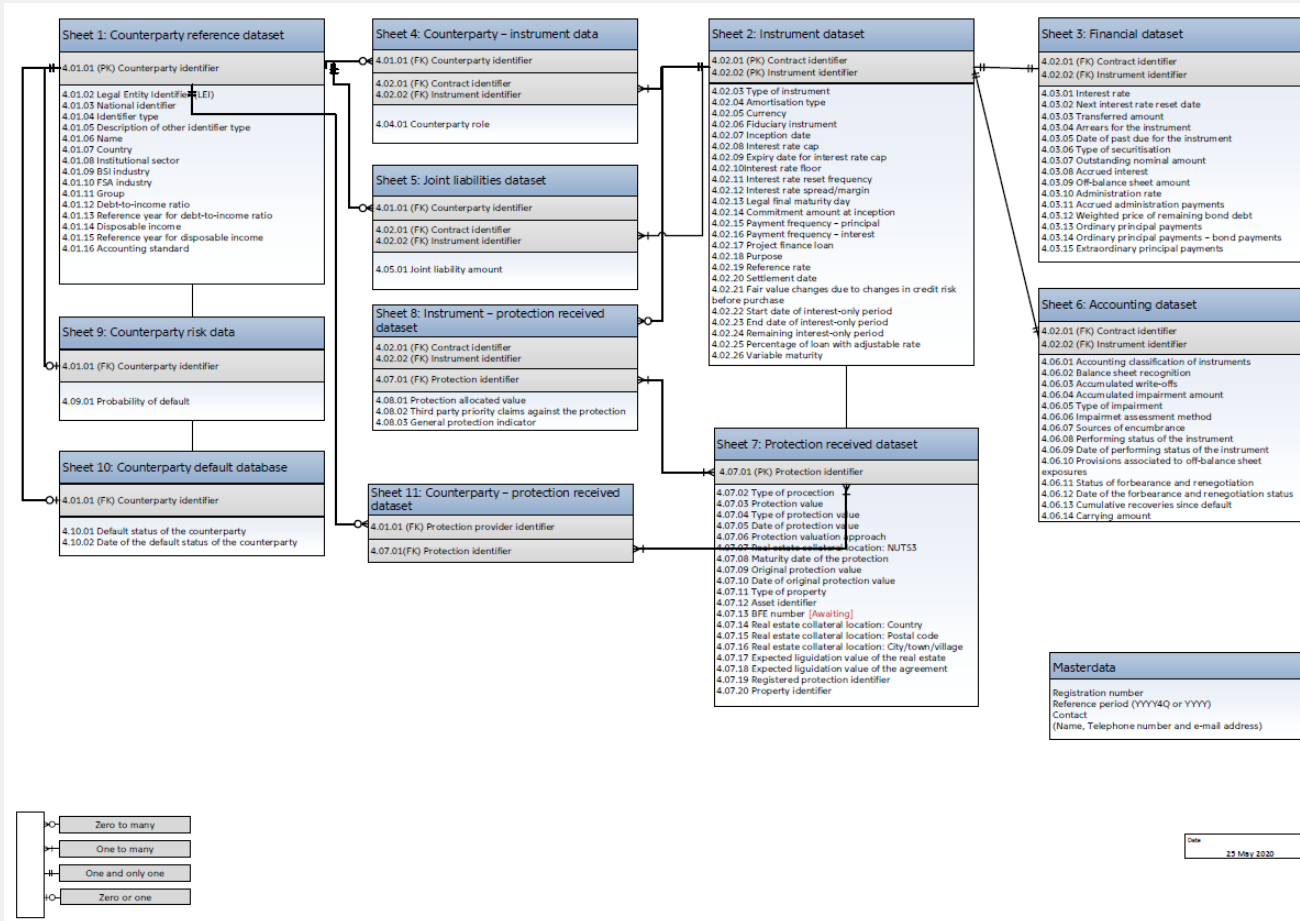 Sheet 1: Counterparty reference dataset
4.01.01 (PK) Counterparty identifier
4.01.02 Legal Entity Identifier (LEI)
4.01.03 National identifier
4.01.04 Identifier type
4.01.05 Description of other identifier type
4.01.06 Name
4.01.07 Country
4.01.08 Institutional sector
4.01.09 BSI industry
4.01.10 FSA industry
4.01.11 Group
4.01.12 Debt-to-income ratio
4.01.13 Reference year for debt-to-income ratio
4.01.14 Disposable income
4.01.15 Reference year for disposable income
4.01.16 Accounting standard
Sheet 9: Counterparty risk data
4.01.01 (FK) Counterparty identifier
4.09.01 Probability of default
Sheet 10: Counterparty default database
4.01.01 (FK) Counterparty identifier
4.10.01 Default status of the counterparty
4.10.02 Date of the default status of the counterparty
Sheet 4: Counterparty – instrument data
4.01.01 (FK) Counterparty identifier
4.02.01 (FK) Contract identifier
4.02.02 (FK) Instrument identifier
4.04.01 Counterparty role
Sheet 5: Joint liabilities dataset
4.01.01 (FK) Counterparty identifier
4.02.01 (FK) Contract identifier
4.02.02 (FK) Instrument identifier
4.05.01 Joint liability amount
Sheet 8: Instrument – protection received
dataset
4.02.01 (FK) Contract identifier
4.02.02 (FK) Instrument identifier
4.07.01 (FK) Protection identifier
4.08.01 Protection allocated value
4.08.02 Third party priority claims against the protection
4.08.03 General protection indicator
Sheet 11: Counterparty – protection received
dataset
4.01.01 (FK) Protection provider identifier
4.07.01(FK) Protection identifier
Sheet 2: Instrument dataset
4.02.01 (PK) Contract identifier
4.02.02 (PK) Instrument identifier
4.02.03 Type of instrument
4.02.04 Amortisation type
4.02.05 Currency
4.02.06 Fiduciary instrument
4.02.07 Inception date
4.02.08 Interest rate cap
4.02.09 Expiry date for interest rate cap
4.02.10Interest rate floor
4.02.11 Interest rate reset frequency
4.02.12 Interest rate spread/margin
4.02.13 Legal final maturity day
4.02.14 Commitment amount at inception
4.02.15 Payment frequency – principal
4.02.16 Payment frequency – interest
4.02.17 Project finance loan
4.02.18 Purpose
4.02.19 Reference rate
4.02.20 Settlement date
4.02.21 Fair value changes due to changes in credit risk
before purchase
4.02.22 Start date of interest-only period
4.02.23 End date of interest-only period
4.02.24 Remaining interest-only period
4.02.25 Percentage of loan with adjustable rate
4.02.26 Variable maturity
Sheet 7: Protection received dataset
4.07.01 (PK) Protection identifier
4.07.02 Type of procection
4.07.03 Protection value
4.07.04 Type of protection value
4.07.05 Date of protection value
4.07.06 Protection valuation approach
4.07.07 Real estate collateral location: NUTS3
4.07.08 Maturity date of the protection
4.07.09 Original protection value
4.07.10 Date of original protection value
4.07.11 Type of property
4.07.12 Asset identifier
4.07.13 BFE number [Awaiting]
4.07.14 Real estate collateral location: Country
4.07.15 Real estate collateral location: Postal code
4.07.16 Real estate collateral location: City/town/village
4.07.17 Expected liguidation value of the real estate
4.07.18 Expected liguidation value of the agreement
4.07.19 Registered protection identifier
4.07.20 Property identifier
Sheet 3: Financial dataset
4.02.01 (FK) Contract identifier
4.02.02 (FK) Instrument identifier
4.03.01 Interest rate
4.03.02 Next interest rate reset date
4.03.03 Transferred amount
4.03.04 Arrears for the instrument
4.03.05 Date of past due for the instrument
4.03.06 Type of securitisation
4.03.07 Outstanding nominal amount
4.03.08 Accrued interest
4.03.09 Off-balance sheet amount
4.03.10 Administration rate
4.03.11 Accrued administration payments
4.03.12 Weighted price of remaining bond debt
4.03.13 Ordinary principal payments
4.03.14 Ordinary principal payments – bond payments
4.03.15 Extraordinary principal payments
Sheet 6: Accounting dataset
4.02.01 (FK) Contract identifier
4.02.02 (FK) Instrument identifier
4.06.01 Accounting classification of instruments
4.06.02 Balance sheet recognition
4.06.03 Accumulated write-offs
4.06.04 Accumulated impairment amount
4.06.05 Type of impairment
4.06.06 Impairmet assessment method
4.06.07 Sources of encumbrance
4.06.08 Performing status of the instrument
4.06.09 Date of performing status of the instrument
4.06.10 Provisions associated to off-balance sheet
exposures
4.06.11 Status of forbearance and renegotiation
4.06.12 Date of the forbearance and renegotiation status
4.06.13 Cumulative recoveries since default
4.06.14 Carrying amount
Masterdata
Registration number
Reference period (YYYY4Q or YYYY)
Contact
(Name, Telephone number and e-mail address)
Zero to many
One to many
One and only one
Zero or one
Date
25 May 2020